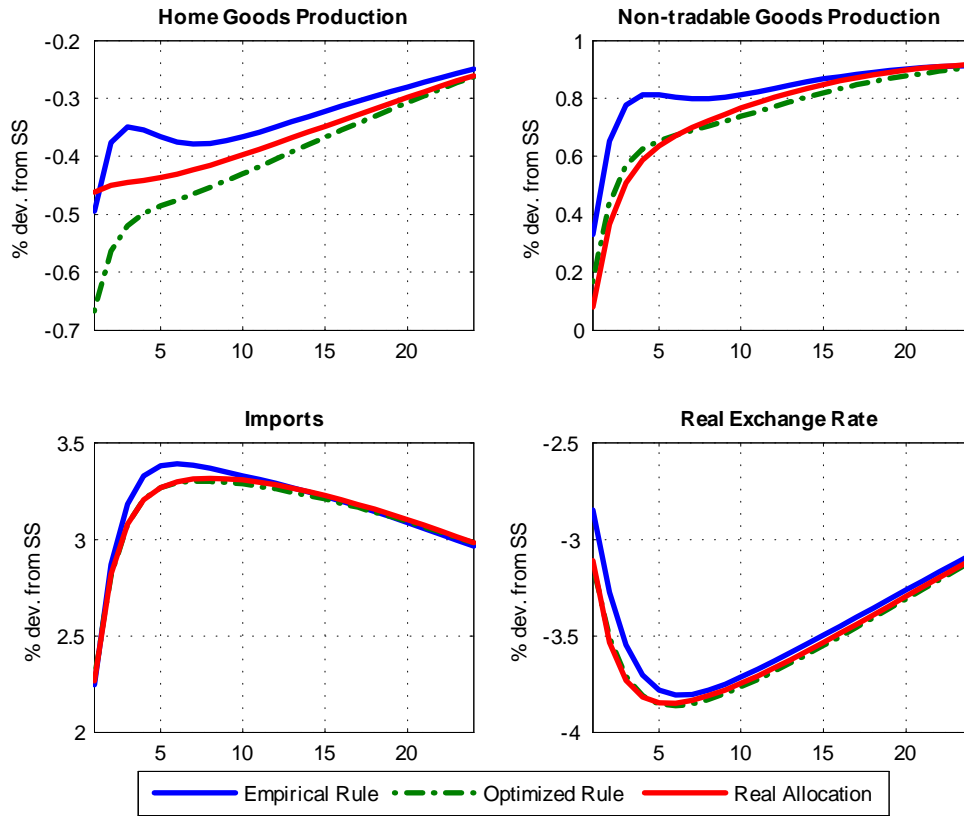 Home Goods Production
% dev. from SS
-0.2
-0.3
-0.4
-0.5
-0.6
-0.7
5 10 15 20
Non-tradable Goods Production
% dev. from SS
1
0.8
0.6
0.4
0.2
0
5 10 15 20
Imports
% dev. from SS
3.5
3
2.5
2
5 10 15 20
Real Exchange Rate
% dev. from SS
-2.5
-3
-3.5
-4
5 10 15 20
Empirical Rule Optimized Rule Real Allocation